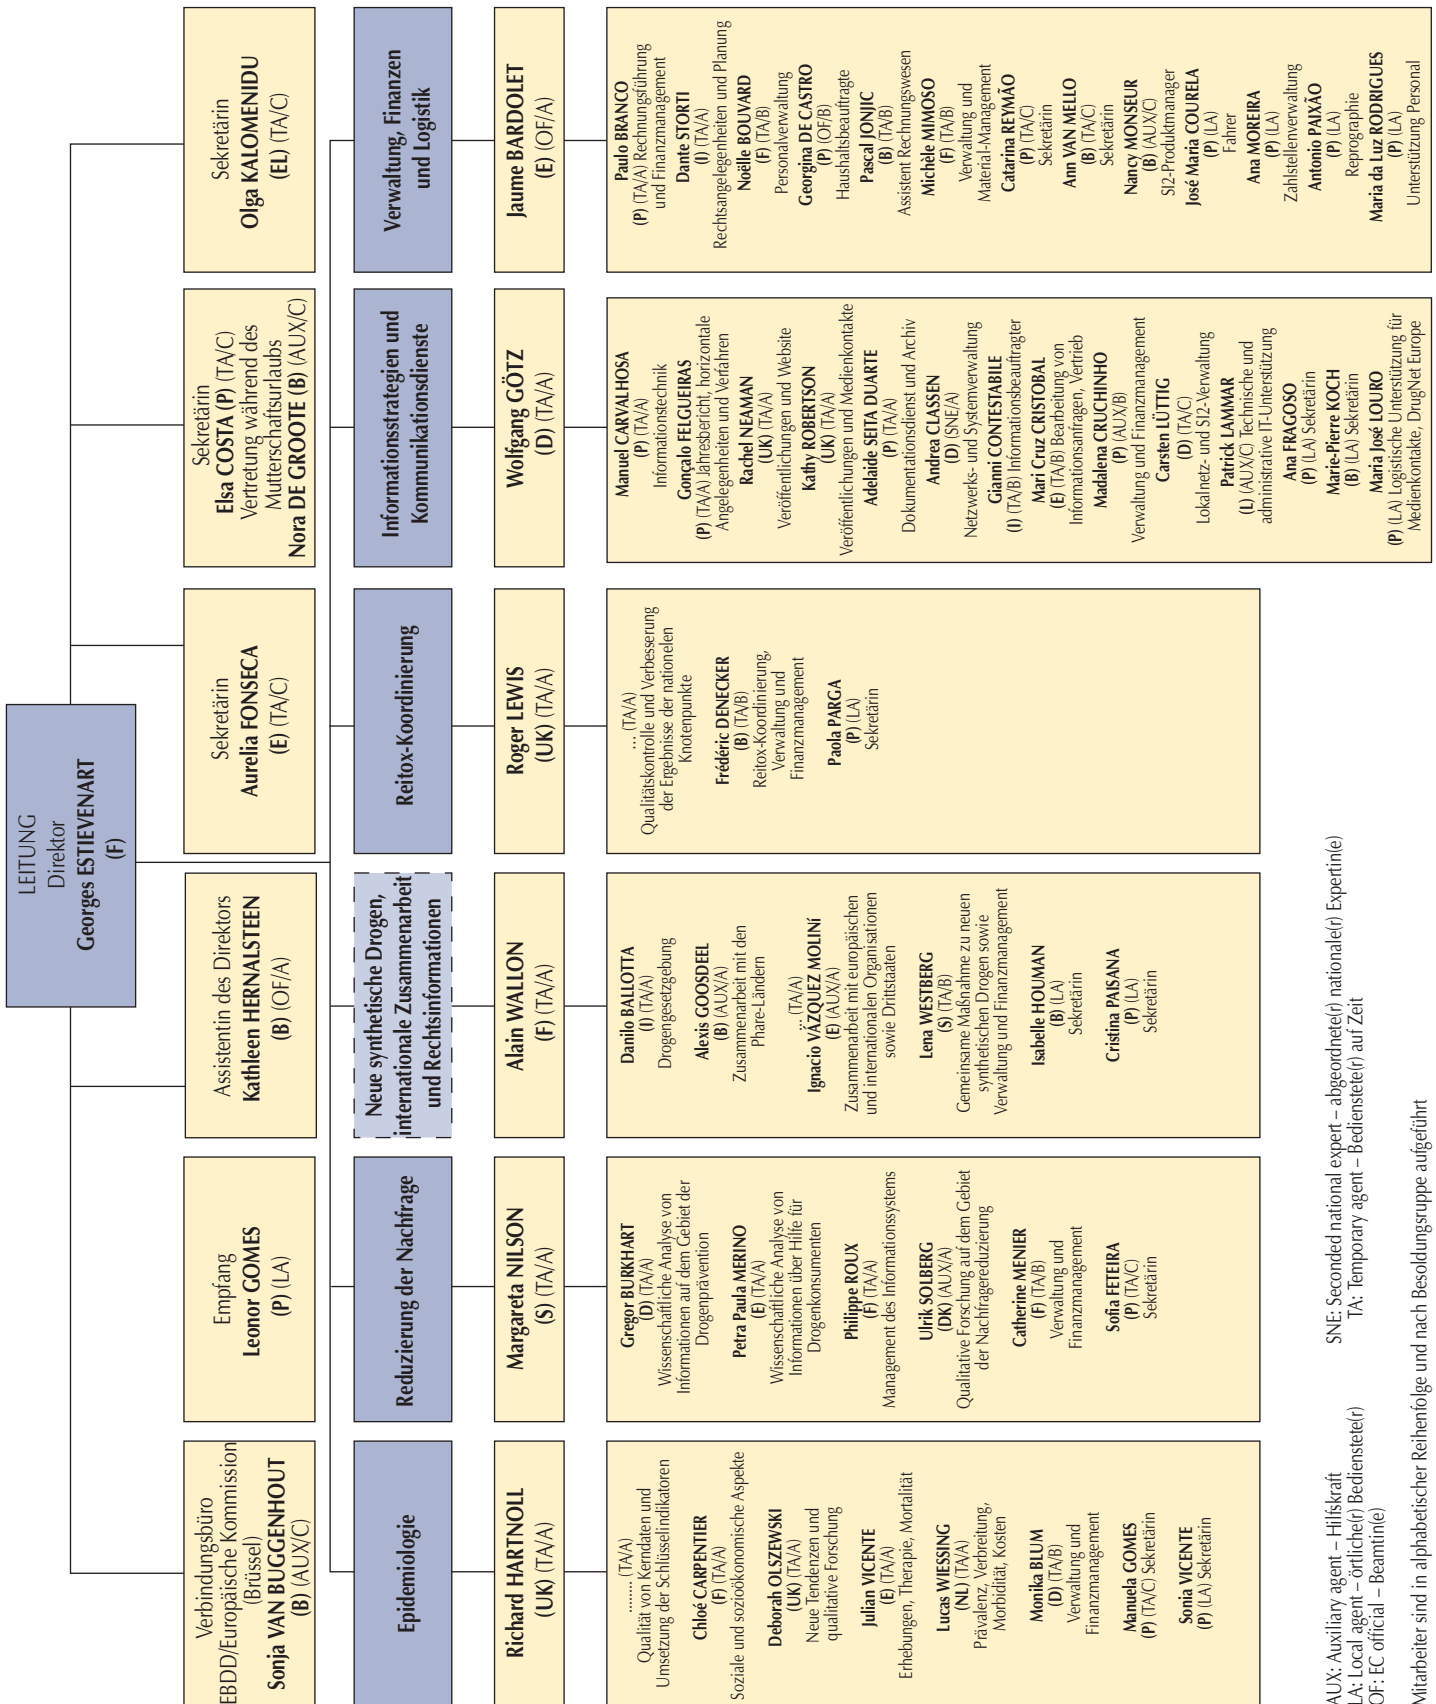 LEITUNG
Direktor
Georges ESTIEVENART
(F)
Verbindungsbüro
EBDD/Europäische Kommission
(Brüssel)
Sonja VAN BUGGENHOUT
(B) (AUX/C)
Empfang
Leonor GOMES
(P) (LA)
Assistentin des Direktors
Kathleen HERNALSTEEN
(B) (OF/A)
Sekretärin
Aurelia FONSECA
(E) (TA/C)
Sekretärin
Elsa COSTA (P) (TA/C)
Vertretung während des
Mutterschaftsurlaubs
Nora DE GROOTE (B) (AUX/C)
Sekretärin
Olga KALOMENIDU
(EL) (TA/C)
Epidemiologie
Richard HARTNOLL
(UK) (TA/A)
........ (TA/A)
Qualität von Kerndaten und
Umsetzung der Schlüsselindikatoren
Chloé CARPENTIER
(F) (TA/A)
Soziale und sozioökonomische Aspekte
Deborah OLSZEWSKI
(UK) (TA/A)
Neue Tendenzen und
qualitative Forschung
Julian VICENTE
(E) (TA/A)
Erhebungen, Therapie, Mortalität
Lucas WIESSING
(NL) (TA/A)
Prävalenz, Verbreitung,
Morbidität, Kosten
Monika BLUM
(D) (TA/B)
Verwaltung und
Finanzmanagement
Manuela GOMES
(P) (TA/C) Sekretärin
Sonia VICENTE
(P) (LA) Sekretärin
Reduzierung der Nachfrage
Margareta NILSON
(S) (TA/A)
Gregor BURKHART
(D) (TA/A)
Wissenschaftliche Analyse von
Informationen auf dem Gebiet der
Drogenprävention
Petra Paula MERINO
(E) (TA/A)
Wissenschaftliche Analyse von
Informationen über Hilfe für
Drogenkonsumenten
Philippe ROUX
(F) (TA/A)
Management des Informationssystems
Ulrik SOLBERG
(DK) (AUX/A)
Qualitative Forschung auf dem Gebiet
der Nachfragereduzierung
Catherine MENIER
(F) (TA/B)
Verwaltung und
Finanzmanagement
Sofia FETEIRA
(P) (TA/C)
Sekretärin
Neue synthetische Drogen,
internationale Zusammenarbeit
und Rechtsinformationen
Alain WALLON
(F) (TA/A)
Danilo BALLOTTA
(I) (TA/A)
Drogengesetzgebung
Alexis GOOSDEEL
(B) (AUX/A)
Zusammenarbeit mit den
Phare-Ländern
... (TA/A)
Ignacio VÁZQUEZ MOLINÍ
(E) (AUX/A)
Zusammenarbeit mit europäischen
und internationalen Organisationen
sowie Drittstaaten
Lena WESTBERG
(S) (TA/B)
Gemeinsame Maßnahme zu neuen
synthetischen Drogen sowie
Verwaltung und Finanzmanagement
Isabelle HOUMAN
(B) (LA)
Sekretärin
Cristina PAISANA
(P) (LA)
Sekretärin
Reitox-Koordinierung
Roger LEWIS
(UK) (TA/A)
... (TA/A)
Qualitätskontrolle und Verbesserung
der Ergebnisse der nationelen
Knotenpunkte
Frédéric DENECKER
(B) (TA/B)
Reitox-Koordinierung,
Verwaltung und
Finanzmanagement
Paola PARGA
(P) (LA)
Sekretärin
Informationsstrategien und
Kommunikationsdienste
Wolfgang GÖTZ
(D) (TA/A)
Manuel CARVALHOSA
(P) (TA/A)
Informationstechnik
Gonçalo FELGUEIRAS
(P) (TA/A) Jahresbericht, horizontale
Angelegenheiten und Verfahren
Rachel NEAMAN
(UK) (TA/A)
Veröffentlichungen und Website
Kathy ROBERTSON
(UK) (TA/A)
Veröffentlichungen und Medienkontakte
Adelaide SEITA DUARTE
(P) (TA/A)
Dokumentationsdienst und Archiv
Andrea CLASSEN
(D) (SNE/A)
Netzwerks- und Systemverwaltung
Gianni CONTESTABILE
(I) (TA/B) Informationsbeauftragter
Mari Cruz CRISTOBAL
(E) (TA/B) Bearbeitung von
Informationsanfragen, Vertrieb
Madalena CRUCHINHO
(P) (AUX/B)
Verwaltung und Finanzmanagement
Carsten LÜTTIG
(D) (TA/C)
Lokalnetz- und SI2-Verwaltung
Patrick LAMMAR
(L) (AUX/C) Technische und
administrative IT-Unterstützung
Ana FRAGOSO
(P) (LA) Sekretärin
Marie-Pierre KOCH
(B) (LA) Sekretärin
Maria José LOURO
(P) (LA) Logistische Unterstützung für
Medienkontakte, DrugNet Europe
Verwaltung, Finanzen
und Logistik
Jaume BARDOLET
(E) (OF/A)
Paulo BRANCO
(P) (TA/A) Rechnungsführung
und Finanzmanagement
Dante STORTI
(I) (TA/A)
Rechtsangelegenheiten und Planung
Noëlle BOUVARD
(F) (TA/B)
Personalverwaltung
Georgina DE CASTRO
(P) (OF/B)
Haushaltsbeauftragte
Pascal JONJIC
(B) (TA/B)
Assistent Rechnungswesen
Michèle MIMOSO
(F) (TA/B)
Verwaltung und
Material-Management
Catarina REYMÃO
(P) (TA/C)
Sekretärin
Ann VAN MELLO
(B) (TA/C)
Sekretärin
Nancy MONSEUR
(B) (AUX/C)
SI2-Produktmanager
José Maria COURELA
(P) (LA)
Fahrer
Ana MOREIRA
(P) (LA)
Zahlstellenverwaltung
Antonio PAIXÃO
(P) (LA)
Reprographie
Maria da Luz RODRIGUES
(P) (LA)
Unterstützung Personal
AUX: Auxiliary agent – Hilfskraft
LA: Local agent – örtliche(r) Bedienstete(r)
OF: EC official – Beamtin(e)
SNE: Seconded national expert – abgeordnete(r) nationale(r) Expertin(e)
TA: Temporary agent – Bedienstete(r) auf Zeit
Mitarbeiter sind in alphabetischer Reihenfolge und nach Besoldungsruppe aufgeführt